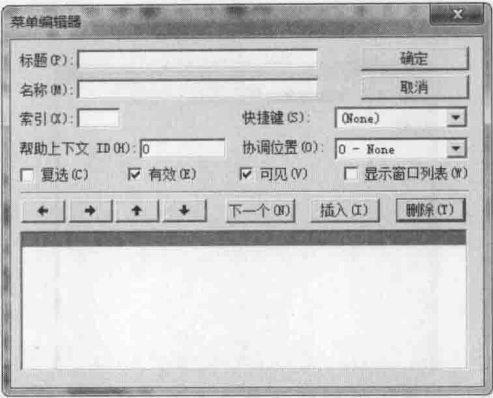 菜单编辑器
标题(P): 确定
名称(M): 取消
索引(X): 快捷键(S): (None)
帮助上下文 ID(H): 0 协调位置(O): 0 - None
复选(C) 有效(E) 可见(V) 显示窗口列表(W)
下一个(N) 插入(I) 删除(T)